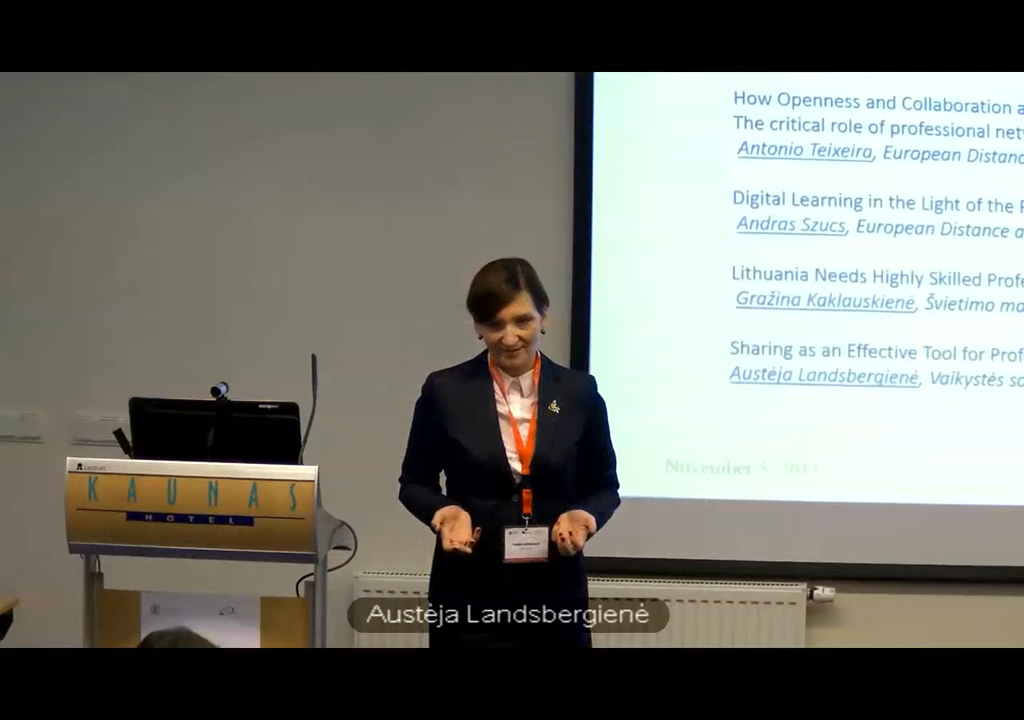 How Openness and Collaboration a
The critical role of professional net
Antonio Teixeira, European Distanc
Digital Learning in the Light of the
Andras Szucs, European Distance a
Lithuania Needs Highly Skilled Profe
Gražina Kaklauskienė, Švietimo ma
Sharing as an Effective Tool for Prof
Austėja Landsbergienė, Vaikystės so
KAUNAS
HOTEL
Austėja Landsbergienė